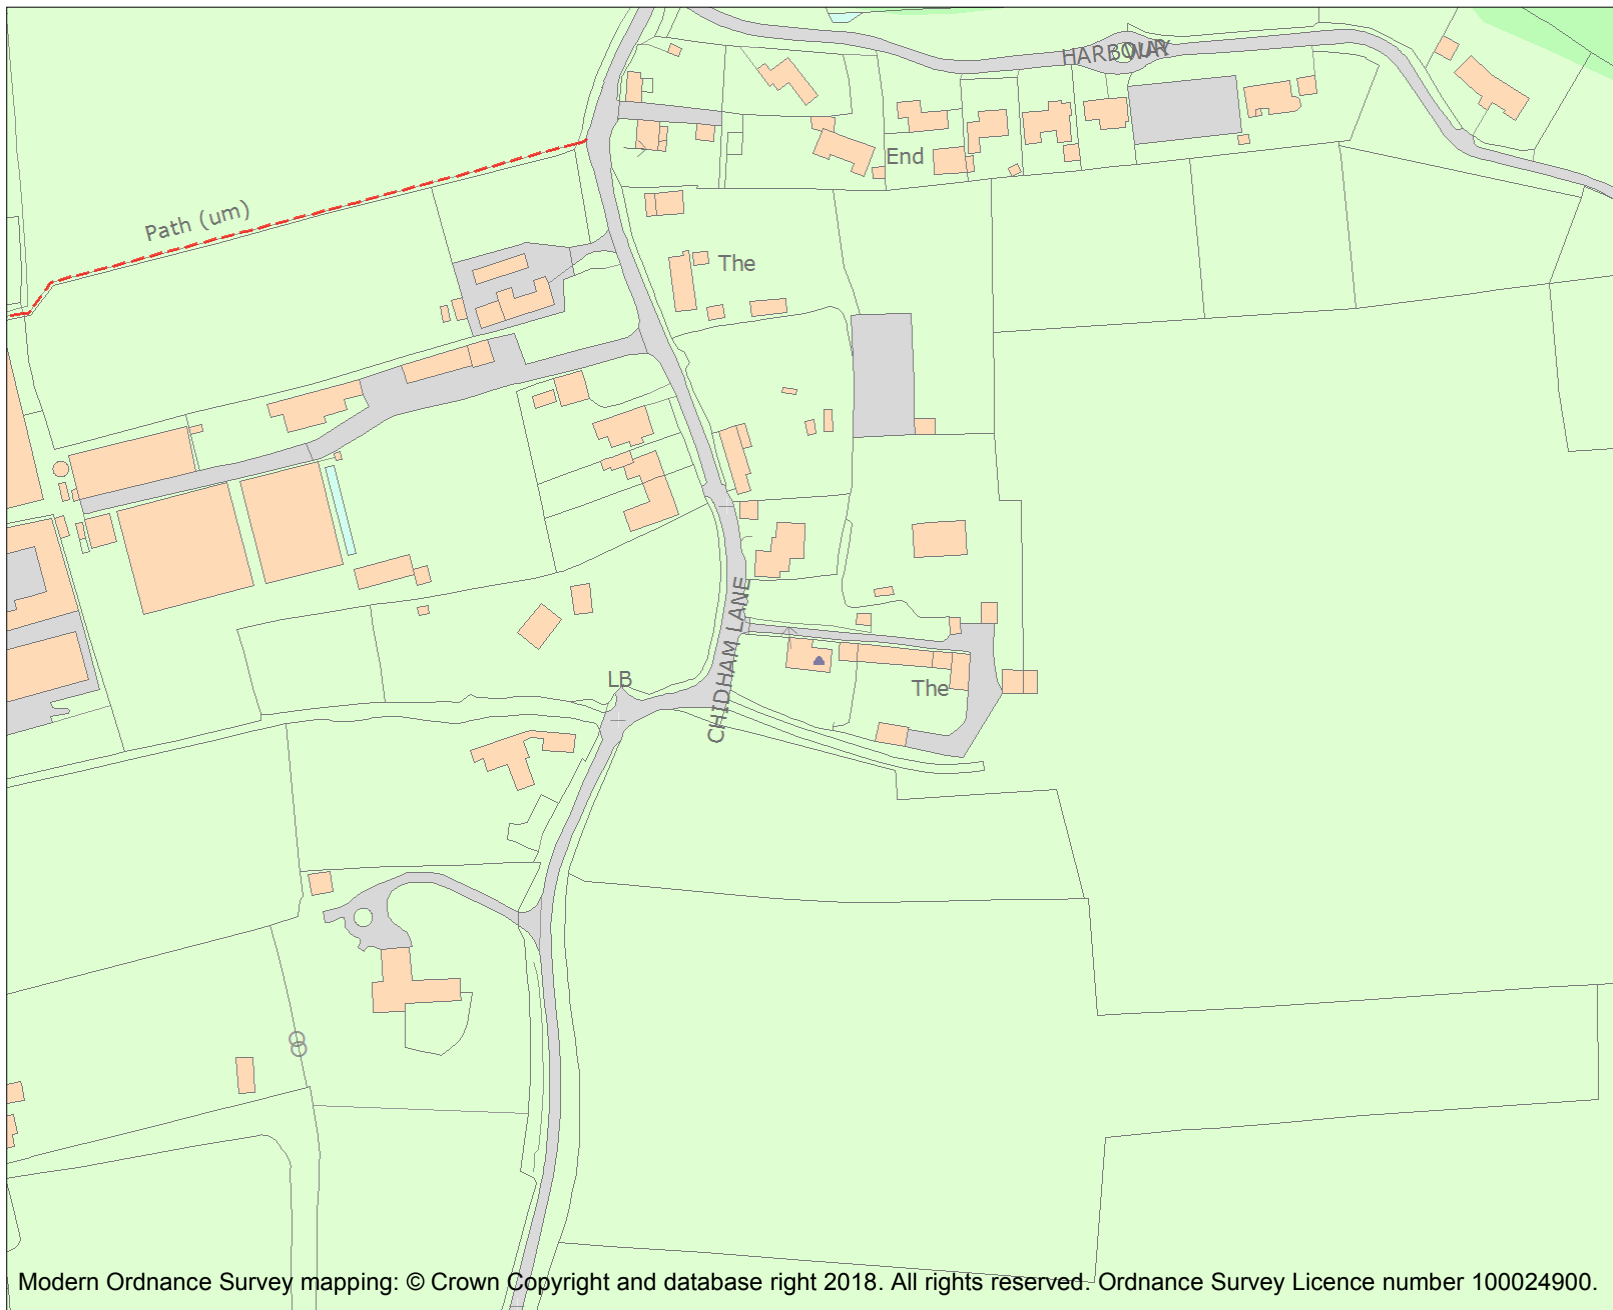 HARBOUR
WAY
End
Path (um)
The
CHIDHAM LANE
LB
The
Modern Ordnance Survey mapping: © Crown Copyright and database right 2018. All rights reserved. Ordnance Survey Licence number 100024900.